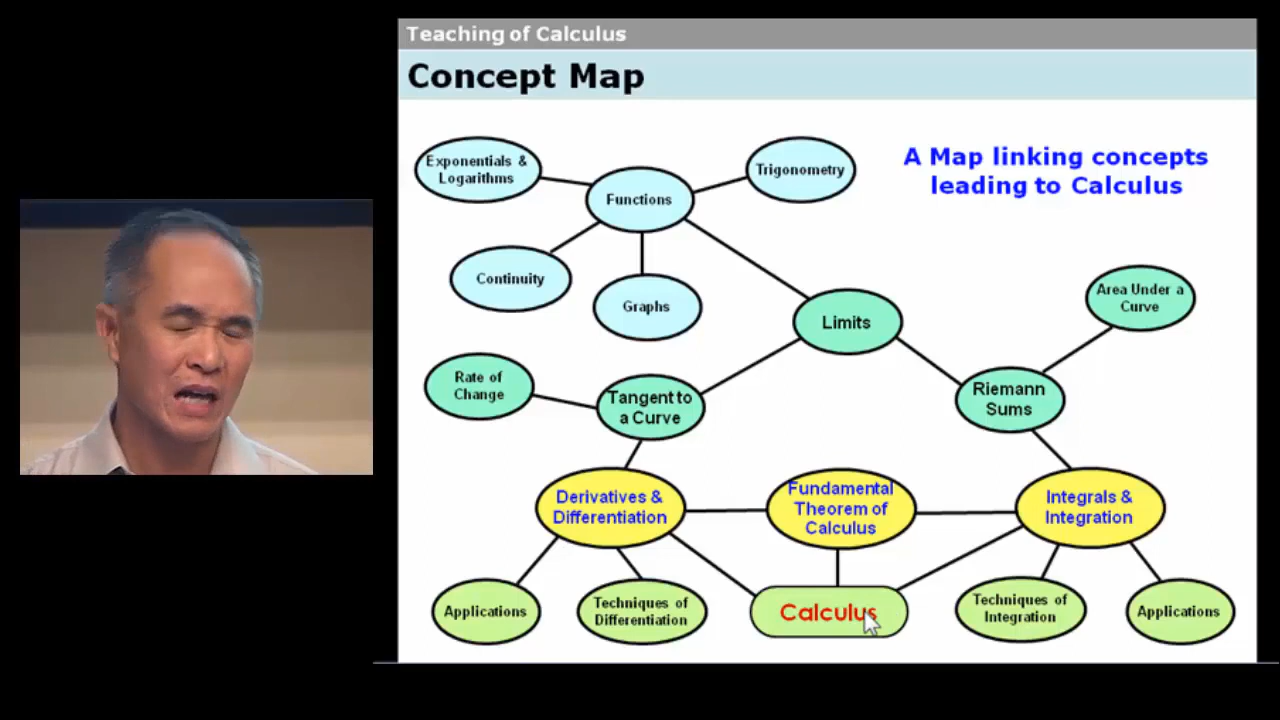 Teaching of Calculus
Concept Map
A Map linking concepts
leading to Calculus
Exponentials &
Logarithms
Functions
Trigonometry
Continuity
Graphs
Limits
Area Under a
Curve
Rate of
Change
Tangent to
a Curve
Riemann
Sums
Derivatives &
Differentiation
Fundamental
Theorem of
Calculus
Integrals &
Integration
Applications
Techniques of
Differentiation
Calculus
Techniques of
Integration
Applications